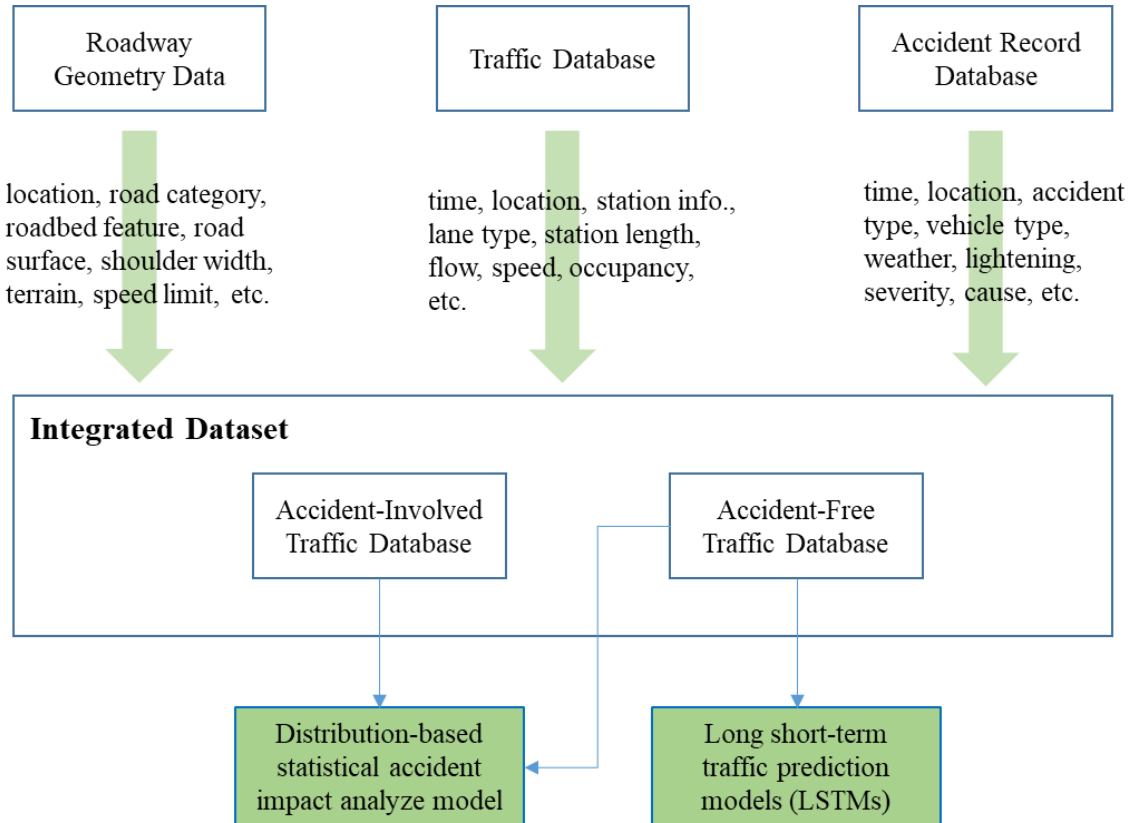 Roadway
Geometry Data
Traffic Database
Accident Record
Database
location, road category,
roadbed feature, road
surface, shoulder width,
terrain, speed limit, etc.
time, location, station info.,
lane type, station length,
flow, speed, occupancy,
etc.
time, location, accident
type, vehicle type,
weather, lightening,
severity, cause, etc.
Integrated Dataset
Accident-Involved
Traffic Database
Accident-Free
Traffic Database
Distribution-based
statistical accident
impact analyze model
Long short-term
traffic prediction
models (LSTMs)